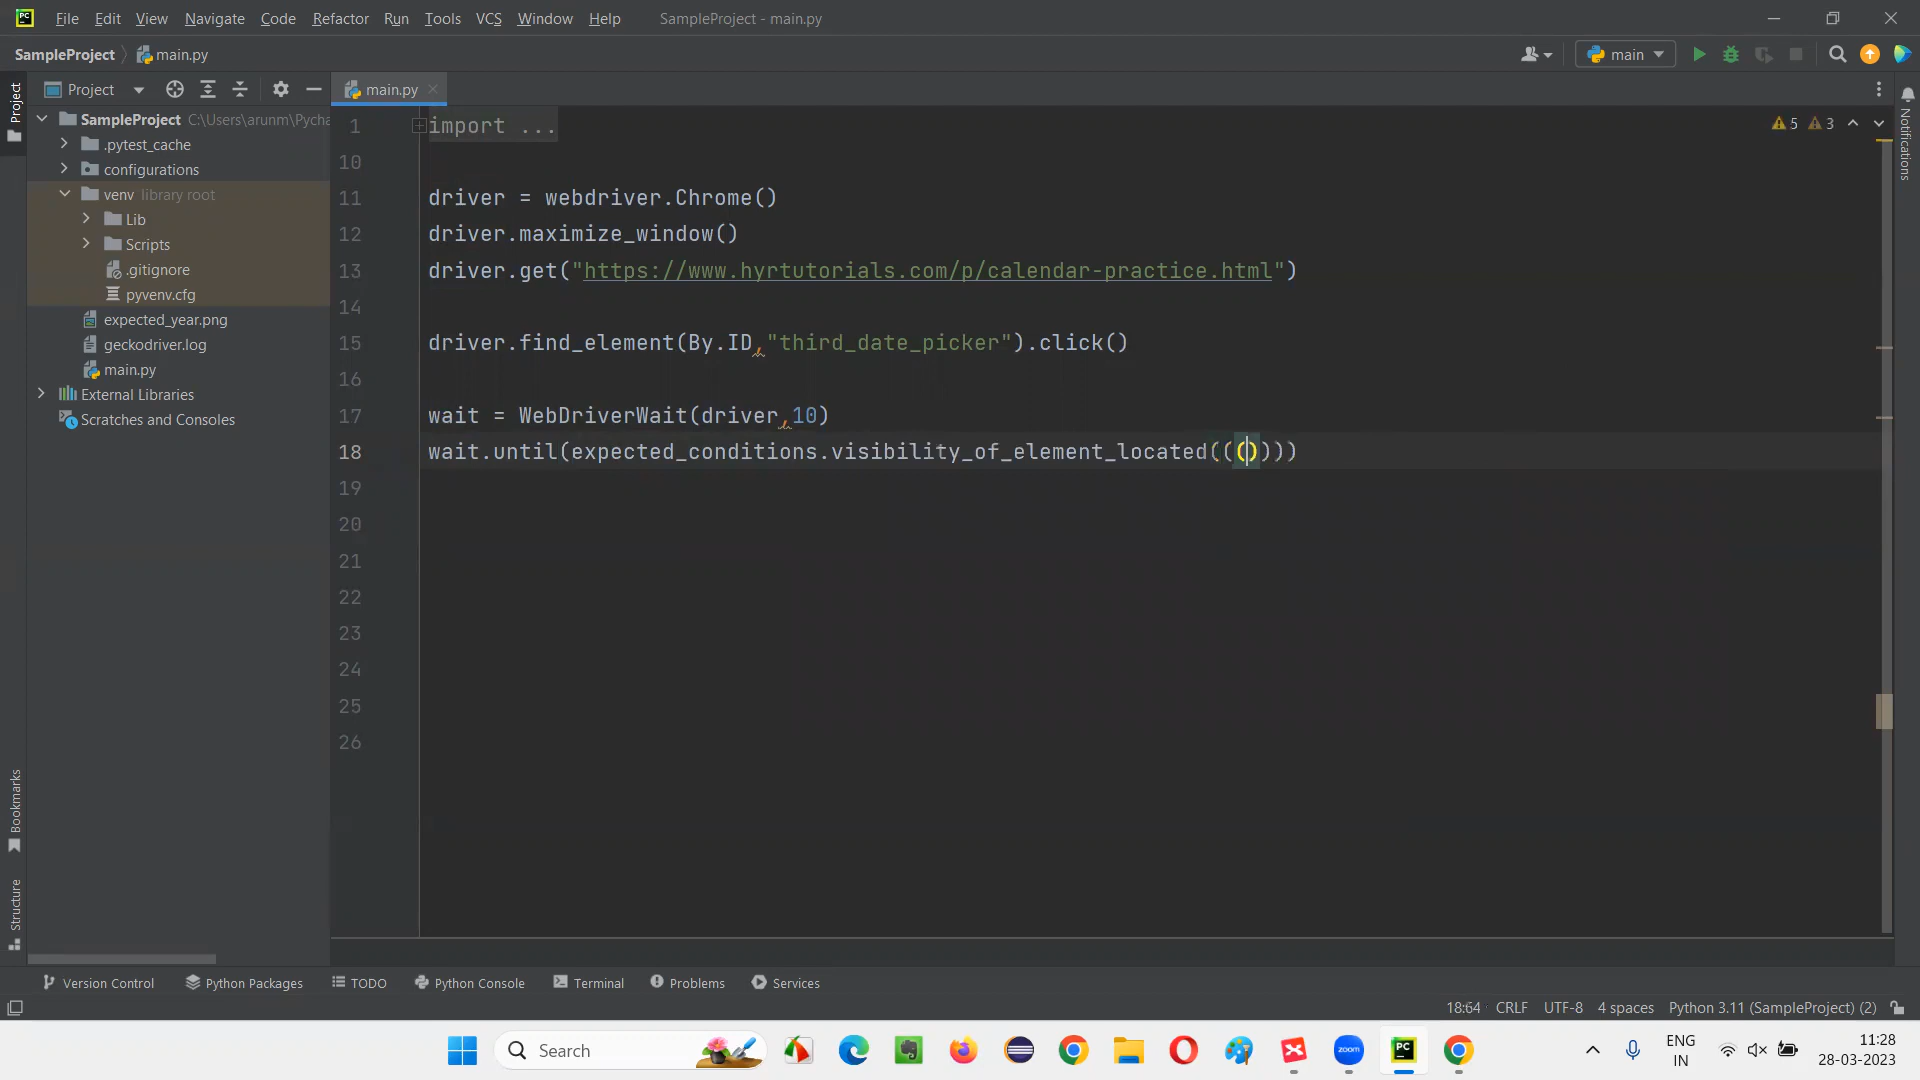 PC File Edit View Navigate Code Refactor Run Tools VCS Window Help SampleProject - main.py
SampleProject main.py main
Project
Project main.py
SampleProject C:\Users\arunm\Pycha
.pytest_cache
configurations
venv library root
Lib
Scripts
.gitignore
pyvenv.cfg
expected_year.png
geckodriver.log
main.py
External Libraries
Scratches and Consoles
Bookmarks
Structure
1 import ...
10
11 driver = webdriver.Chrome()
12 driver.maximize_window()
13 driver.get("https://www.hyrtutorials.com/p/calendar-practice.html")
14
15 driver.find_element(By.ID,"third_date_picker").click()
16
17 wait = WebDriverWait(driver,10)
18 wait.until(expected_conditions.visibility_of_element_located((())))
19
20
21
22
23
24
25
26
5 3
Notifications
Version Control Python Packages TODO Python Console Terminal Problems Services
18:64 CRLF UTF-8 4 spaces Python 3.11 (SampleProject) (2)
Search zoom PC ENG IN 11:28
28-03-2023